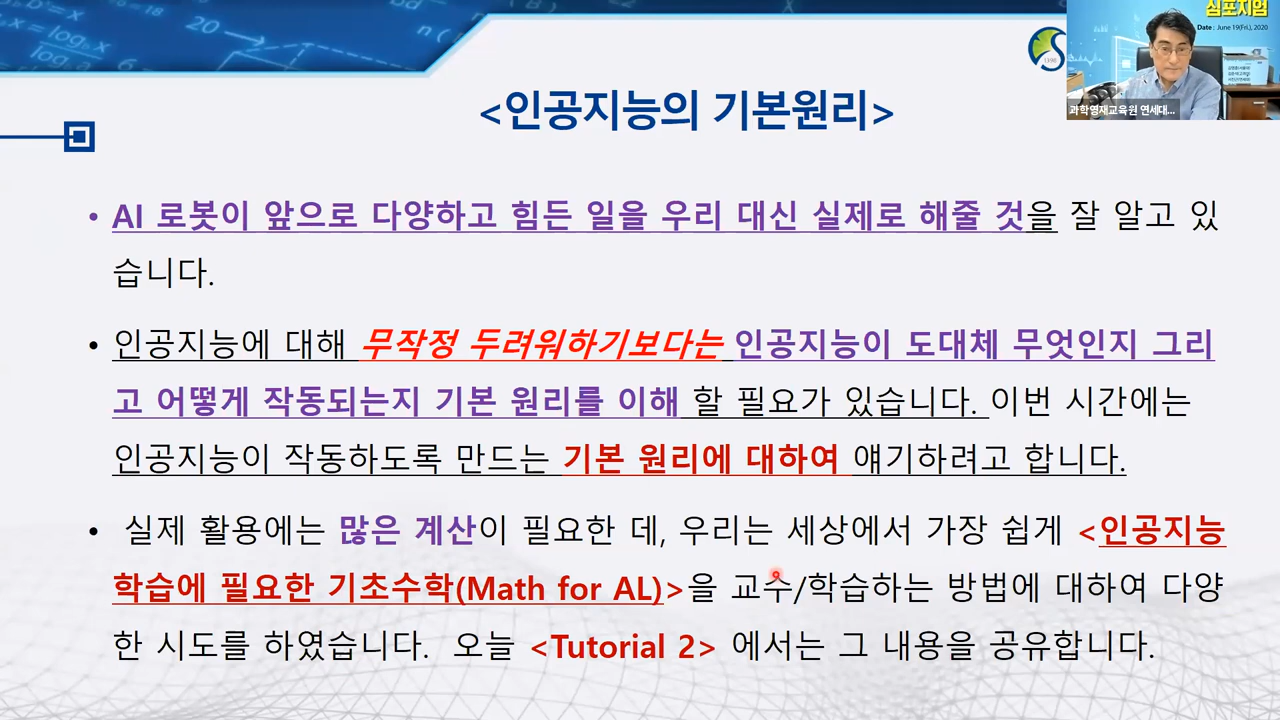 심포지엄
Date : June 19(Fri.), 2020
과학영재교육원 연세대...
<인공지능의 기본원리>
• AI 로봇이 앞으로 다양하고 힘든 일을 우리 대신 실제로 해줄 것을 잘 알고 있
습니다.
• 인공지능에 대해 무작정 두려워하기보다는 인공지능이 도대체 무엇인지 그리
고 어떻게 작동되는지 기본 원리를 이해 할 필요가 있습니다. 이번 시간에는
인공지능이 작동하도록 만드는 기본 원리에 대하여 얘기하려고 합니다.
• 실제 활용에는 많은 계산이 필요한 데, 우리는 세상에서 가장 쉽게 <인공지능
학습에 필요한 기초수학(Math for AL)>을 교수/학습하는 방법에 대하여 다양
한 시도를 하였습니다. 오늘 <Tutorial 2> 에서는 그 내용을 공유합니다.